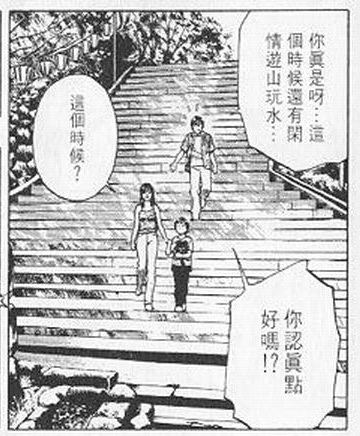 你真是呀…這
個時候還有閑
情遊山玩水…
這個時候?
你認真點
好嗎!?